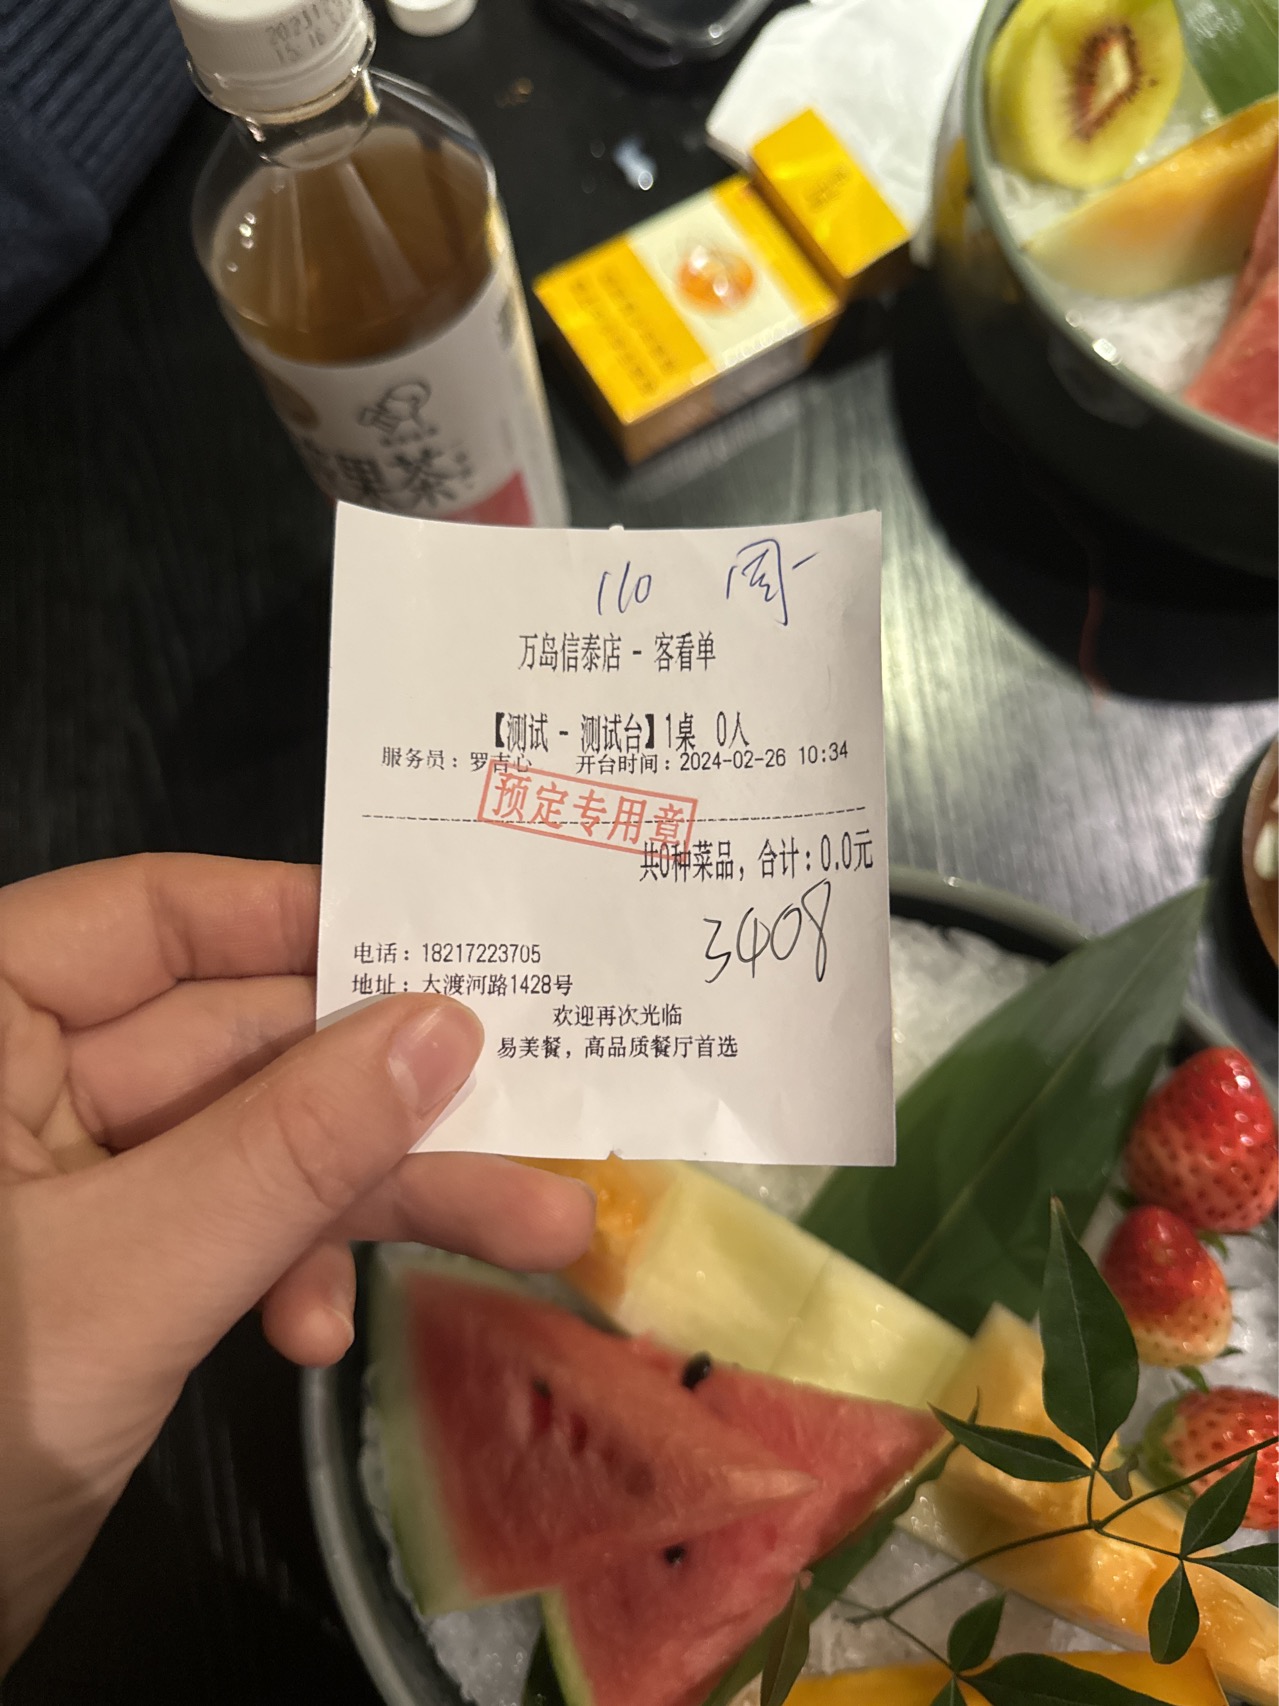 果茶
110 周一
万岛信泰店 - 客看单
【测试 - 测试台】1桌 0人
服务员：罗吉心 开台时间：2024-02-26 10:34
预定专用章
共0种菜品，合计：0.0元
3408
电话：18217223705
地址：大渡河路1428号
欢迎再次光临
易美餐，高品质餐厅首选